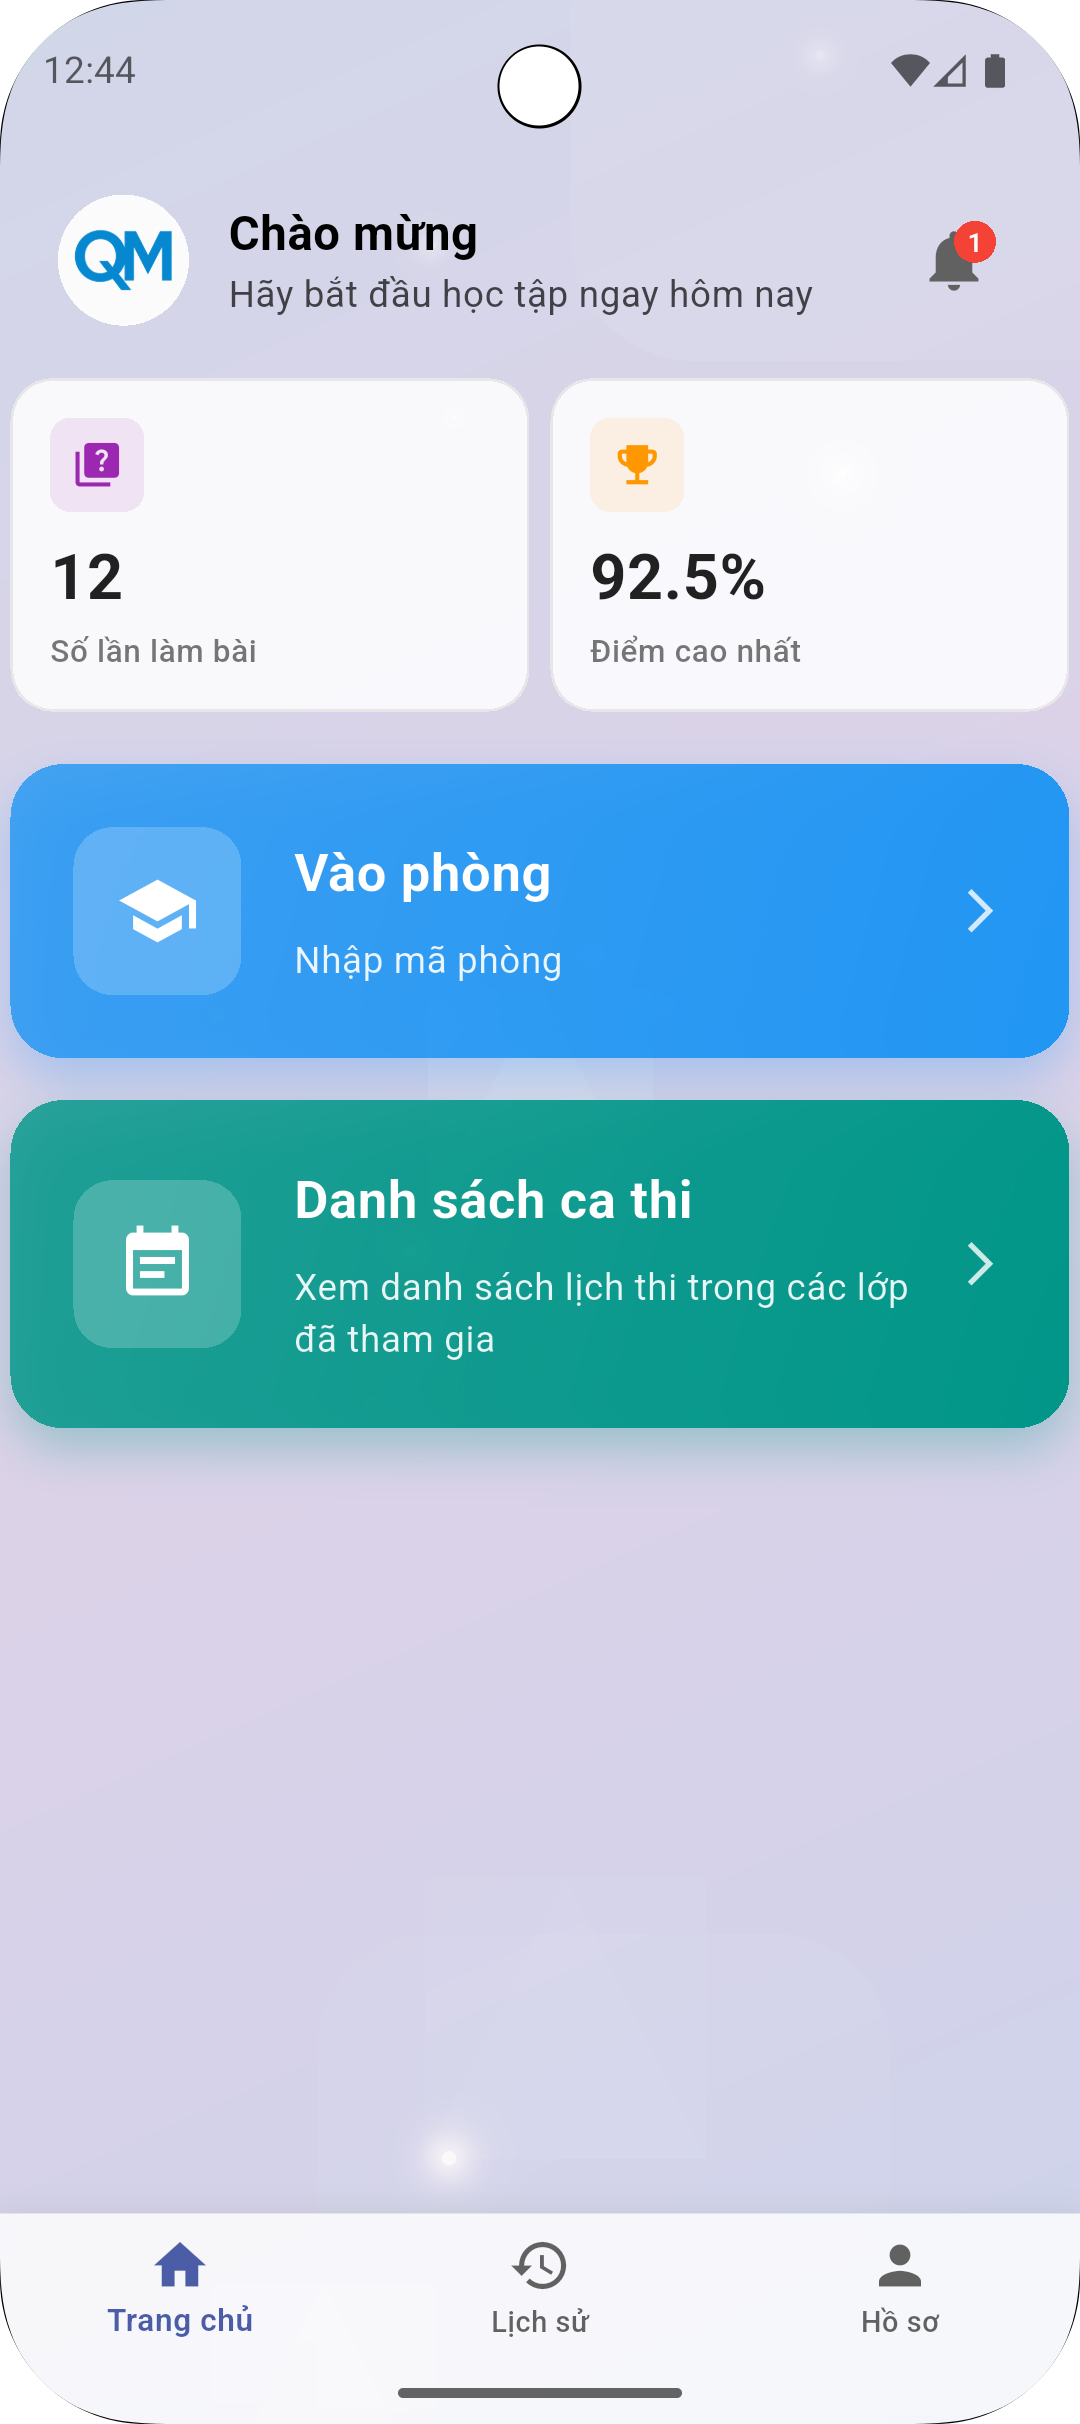 12:44
QM
Chào mừng
Hãy bắt đầu học tập ngay hôm nay
1
?
12
Số lần làm bài
92.5%
Điểm cao nhất
Vào phòng
Nhập mã phòng
Danh sách ca thi
Xem danh sách lịch thi trong các lớp
đã tham gia
Trang chủ
Lịch sử
Hồ sơ